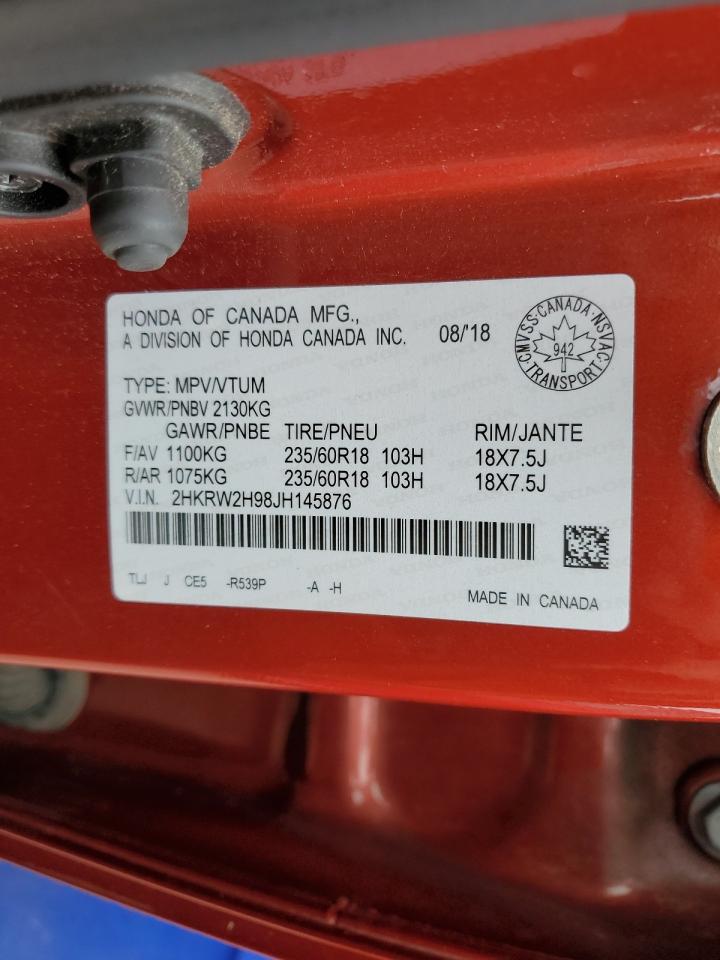 HONDA OF CANADA MFG.,
A DIVISION OF HONDA CANADA INC. 08/'18
CMVSS·CANADA·NSVAC·TRANSPORT·
942
TYPE: MPV/VTUM
GVWR/PNBV 2130KG
GAWR/PNBE TIRE/PNEU RIM/JANTE
F/AV 1100KG 235/60R18 103H 18X7.5J
R/AR 1075KG 235/60R18 103H 18X7.5J
V.I.N. 2HKRW2H98JH145876
TLJ J CE5 -R539P -A -H
MADE IN CANADA